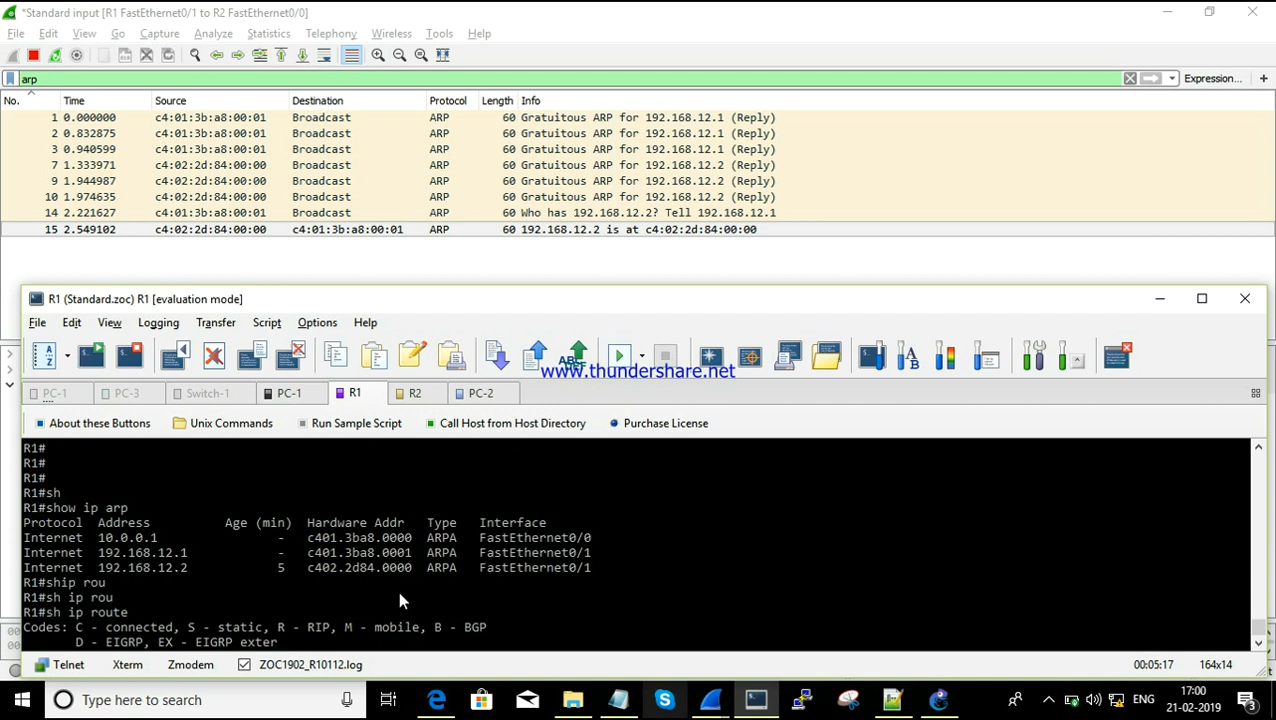 *Standard input [R1 FastEthernet0/1 to R2 FastEthernet0/0]
File Edit View Go Capture Analyze Statistics Telephony Wireless Tools Help
arp
Expression...
No. Time Source Destination Protocol Length Info
1 0.000000 c4:01:3b:a8:00:01 Broadcast ARP 60 Gratuitous ARP for 192.168.12.1 (Reply)
2 0.832875 c4:01:3b:a8:00:01 Broadcast ARP 60 Gratuitous ARP for 192.168.12.1 (Reply)
3 0.940599 c4:01:3b:a8:00:01 Broadcast ARP 60 Gratuitous ARP for 192.168.12.1 (Reply)
7 1.333971 c4:02:2d:84:00:00 Broadcast ARP 60 Gratuitous ARP for 192.168.12.2 (Reply)
9 1.944987 c4:02:2d:84:00:00 Broadcast ARP 60 Gratuitous ARP for 192.168.12.2 (Reply)
10 1.974635 c4:02:2d:84:00:00 Broadcast ARP 60 Gratuitous ARP for 192.168.12.2 (Reply)
14 2.221627 c4:01:3b:a8:00:01 Broadcast ARP 60 Who has 192.168.12.2? Tell 192.168.12.1
15 2.549102 c4:02:2d:84:00:00 c4:01:3b:a8:00:01 ARP 60 192.168.12.2 is at c4:02:2d:84:00:00
R1 (Standard.zoc) R1 [evaluation mode]
File Edit View Logging Transfer Script Options Help
www.thundershare.net
PC-1 PC-3 Switch-1 PC-1 R1 R2 PC-2
About these Buttons Unix Commands Run Sample Script Call Host from Host Directory Purchase License
R1#
R1#
R1#
R1#sh
R1#show ip arp
Protocol Address Age (min) Hardware Addr Type Interface
Internet 10.0.0.1 - c401.3ba8.0000 ARPA FastEthernet0/0
Internet 192.168.12.1 - c401.3ba8.0001 ARPA FastEthernet0/1
Internet 192.168.12.2 5 c402.2d84.0000 ARPA FastEthernet0/1
R1#ship rou
R1#sh ip rou
R1#sh ip route
Codes: C - connected, S - static, R - RIP, M - mobile, B - BGP
D - EIGRP, EX - EIGRP exter
Telnet Xterm Zmodem ZOC1902_R10112.log 00:05:17 164x14
Type here to search
ENG
17:00
21-02-2019
3